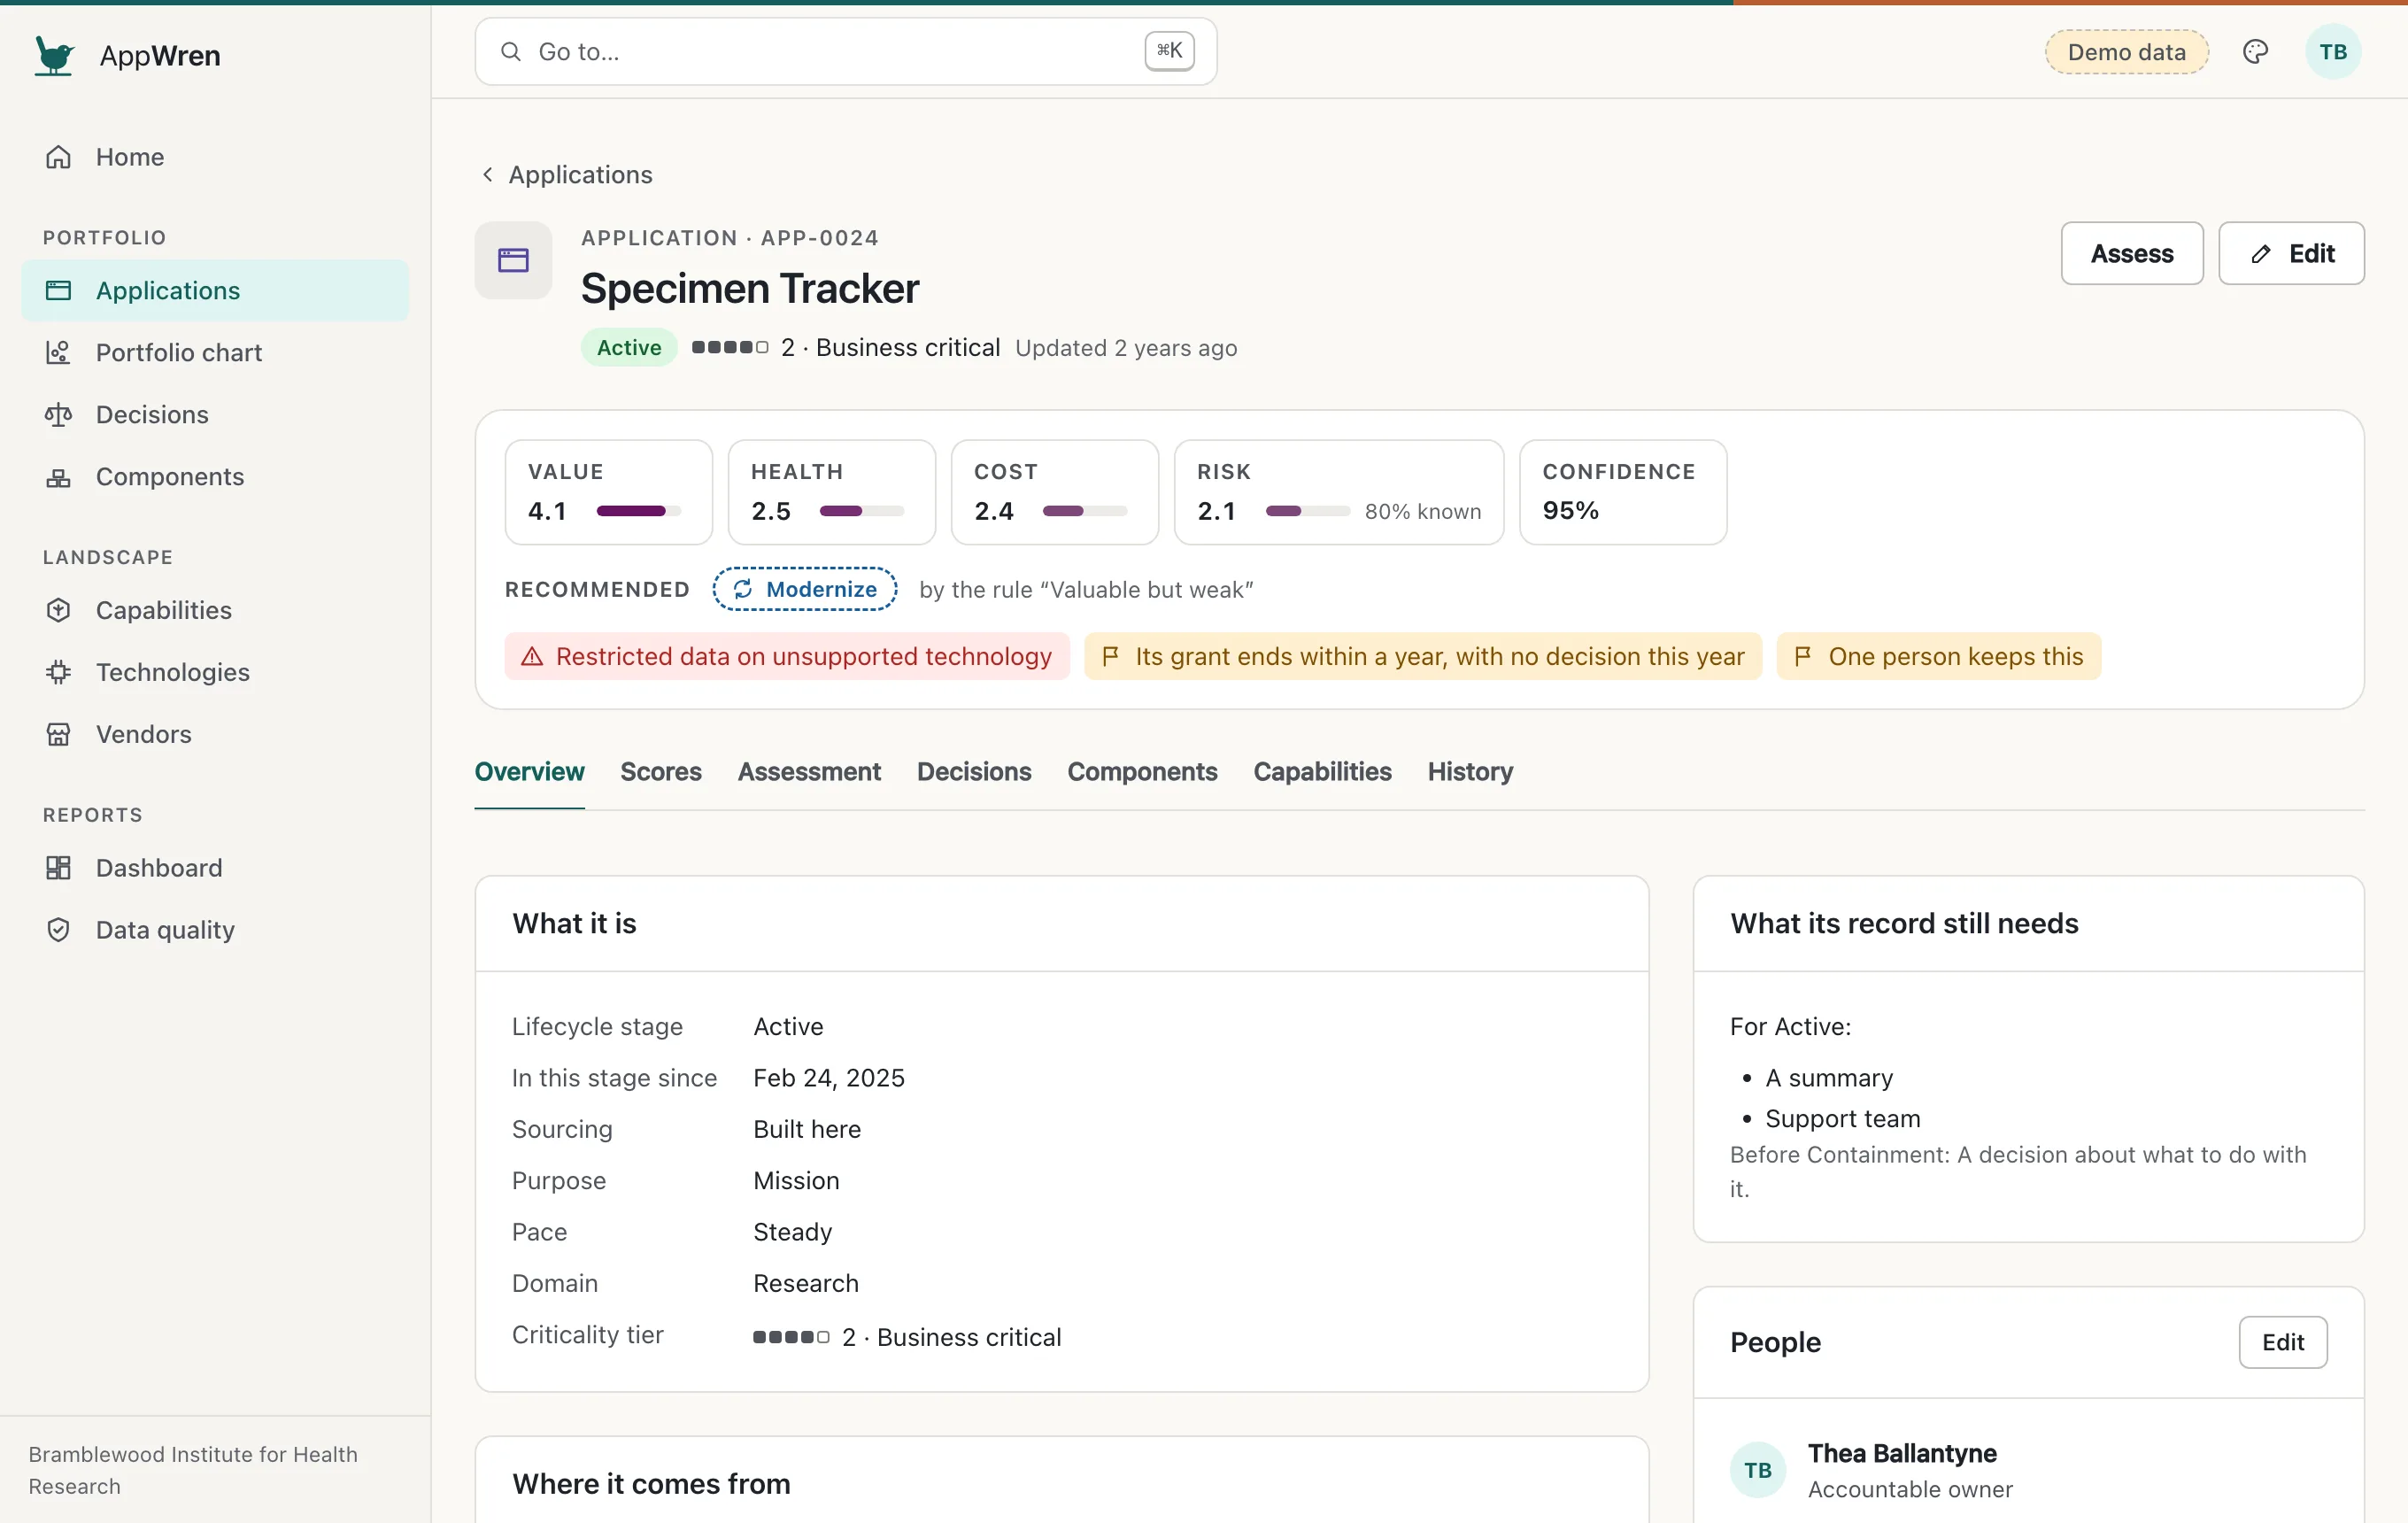 AppWren
Go to...
⌘K
Demo data
TB
Home
PORTFOLIO
Applications
Portfolio chart
Decisions
Components
LANDSCAPE
Capabilities
Technologies
Vendors
REPORTS
Dashboard
Data quality
Bramblewood Institute for Health
Research
Applications
APPLICATION · APP-0024
Specimen Tracker
Active 2 · Business critical Updated 2 years ago
Assess
Edit
VALUE
4.1
HEALTH
2.5
COST
2.4
RISK
2.1 80% known
CONFIDENCE
95%
RECOMMENDED Modernize by the rule “Valuable but weak”
Restricted data on unsupported technology
Its grant ends within a year, with no decision this year
One person keeps this
Overview Scores Assessment Decisions Components Capabilities History
What it is
Lifecycle stage Active
In this stage since Feb 24, 2025
Sourcing Built here
Purpose Mission
Pace Steady
Domain Research
Criticality tier 2 · Business critical
Where it comes from
What its record still needs
For Active:
• A summary
• Support team
Before Containment: A decision about what to do with
it.
People
Edit
TB
Thea Ballantyne
Accountable owner